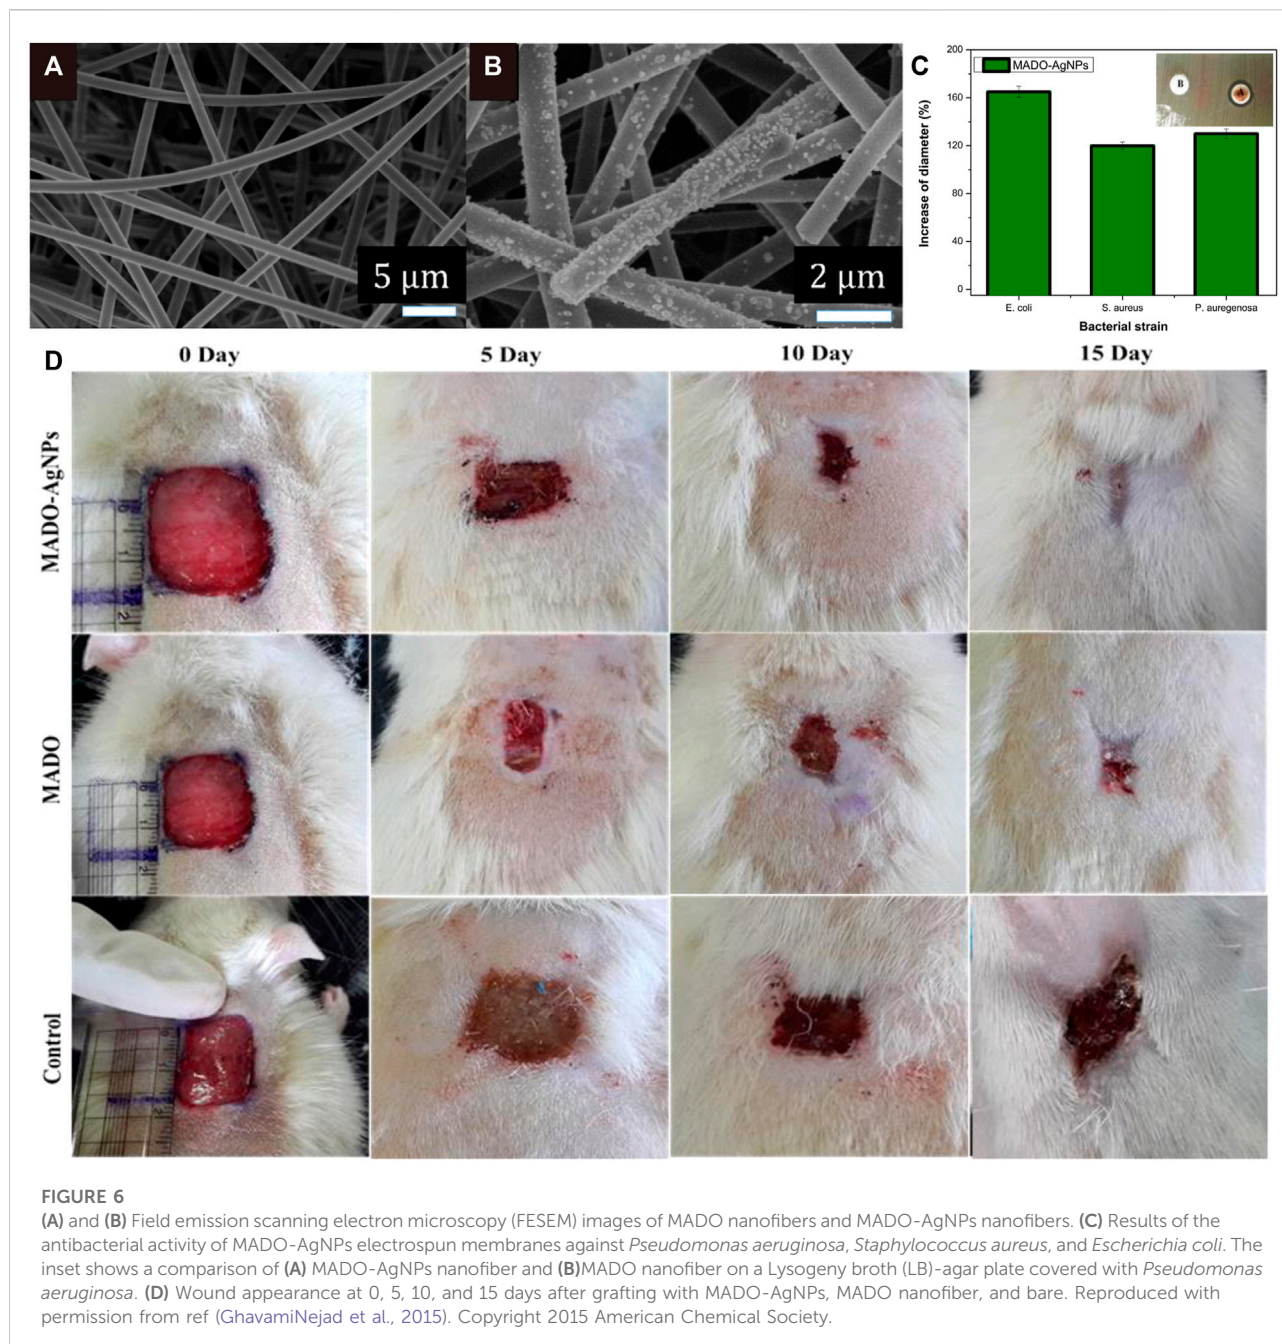 A
5 μm
B
2 μm
C
200
160
120
80
40
0
Increase of diameter (%)
MADO-AgNPs
B
A
E. coli
S. aureus
P. auregenosa
Bacterial strain
D
0 Day
5 Day
10 Day
15 Day
MADO-AgNPs
MADO
Control
FIGURE 6
(A) and (B) Field emission scanning electron microscopy (FESEM) images of MADO nanofibers and MADO-AgNPs nanofibers. (C) Results of the
antibacterial activity of MADO-AgNPs electrospun membranes against Pseudomonas aeruginosa, Staphylococcus aureus, and Escherichia coli. The
inset shows a comparison of (A) MADO-AgNPs nanofiber and (B)MADO nanofiber on a Lysogeny broth (LB)-agar plate covered with Pseudomonas
aeruginosa. (D) Wound appearance at 0, 5, 10, and 15 days after grafting with MADO-AgNPs, MADO nanofiber, and bare. Reproduced with
permission from ref (GhavamiNejad et al., 2015). Copyright 2015 American Chemical Society.